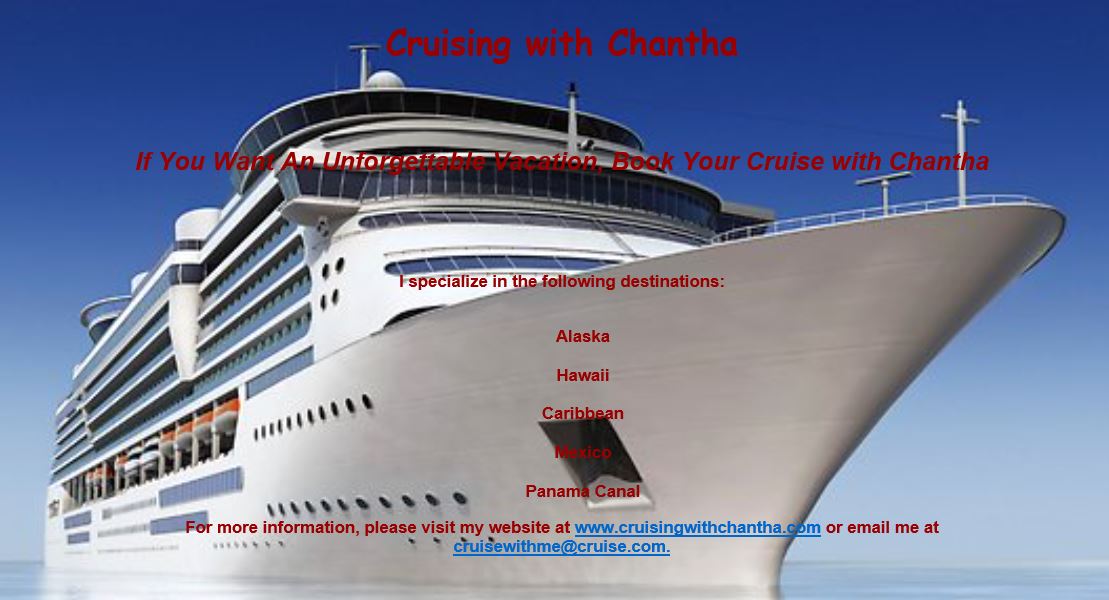 Cruising with Chantha
If You Want An Unforgettable Vacation, Book Your Cruise with Chantha
I specialize in the following destinations:
Alaska
Hawaii
Caribbean
Mexico
Panama Canal
For more information, please visit my website at www.cruisingwithchantha.com or email me at
cruisewithme@cruise.com.